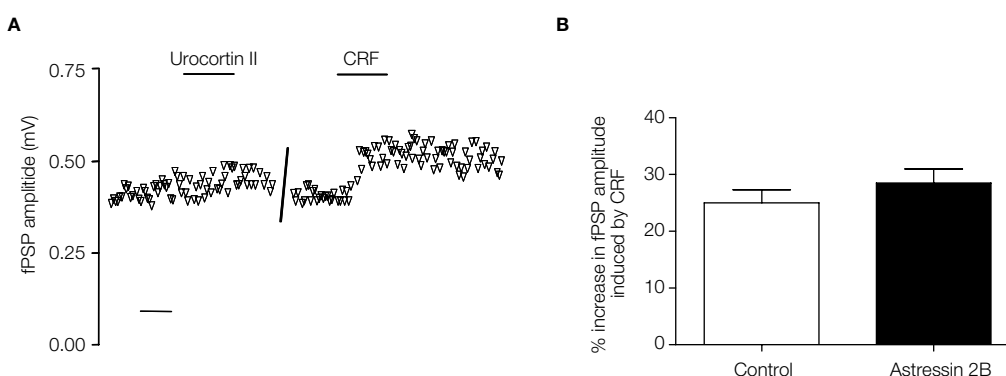 A
Urocortin II
CRF
fPSP amplitide (mV)
0.75
0.50
0.25
0.00
B
% increase in fPSP amplitude
induced by CRF
40
30
20
10
0
Control
Astressin 2B